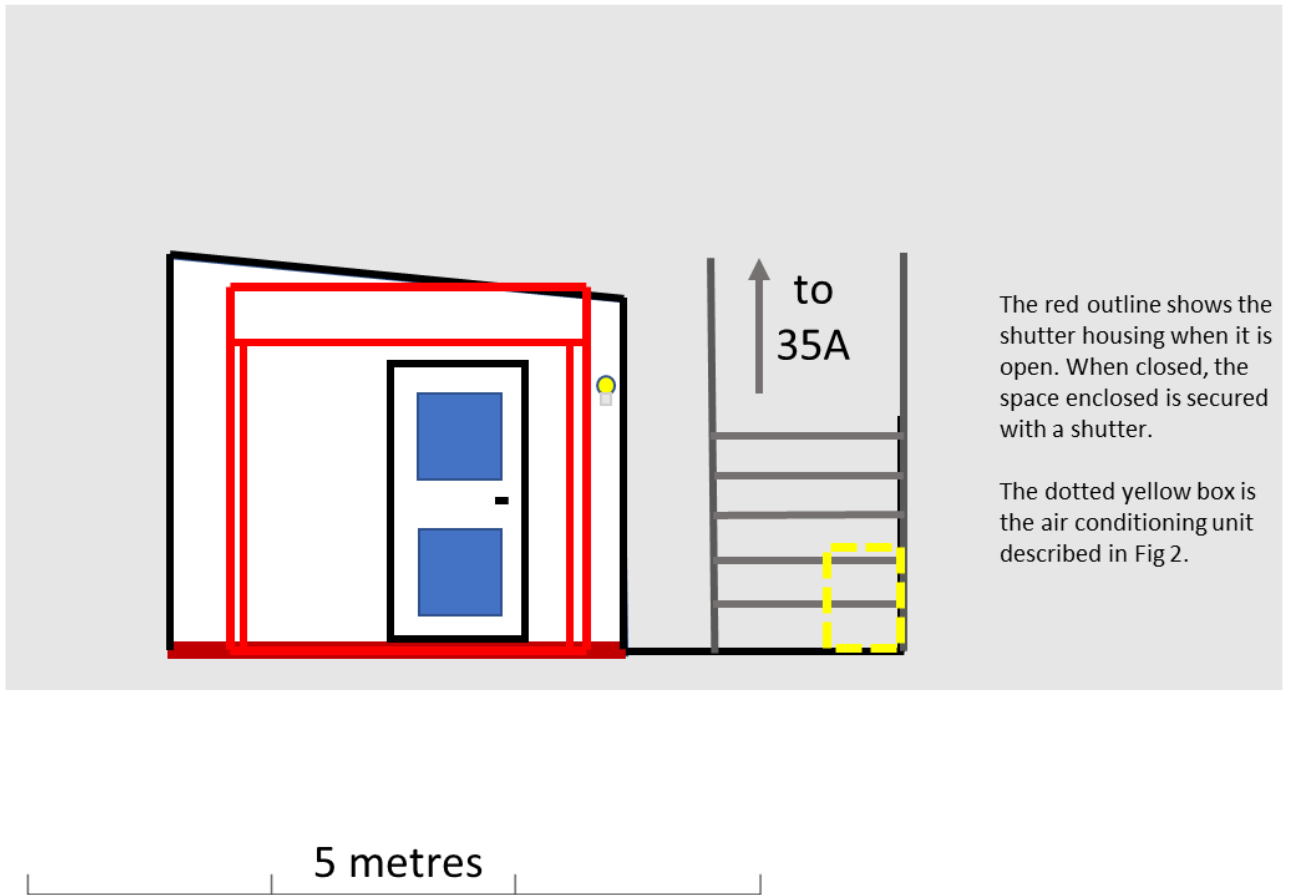 to
35A
The red outline shows the
shutter housing when it is
open. When closed, the
space enclosed is secured
with a shutter.
The dotted yellow box is
the air conditioning unit
described in Fig 2.
5 metres